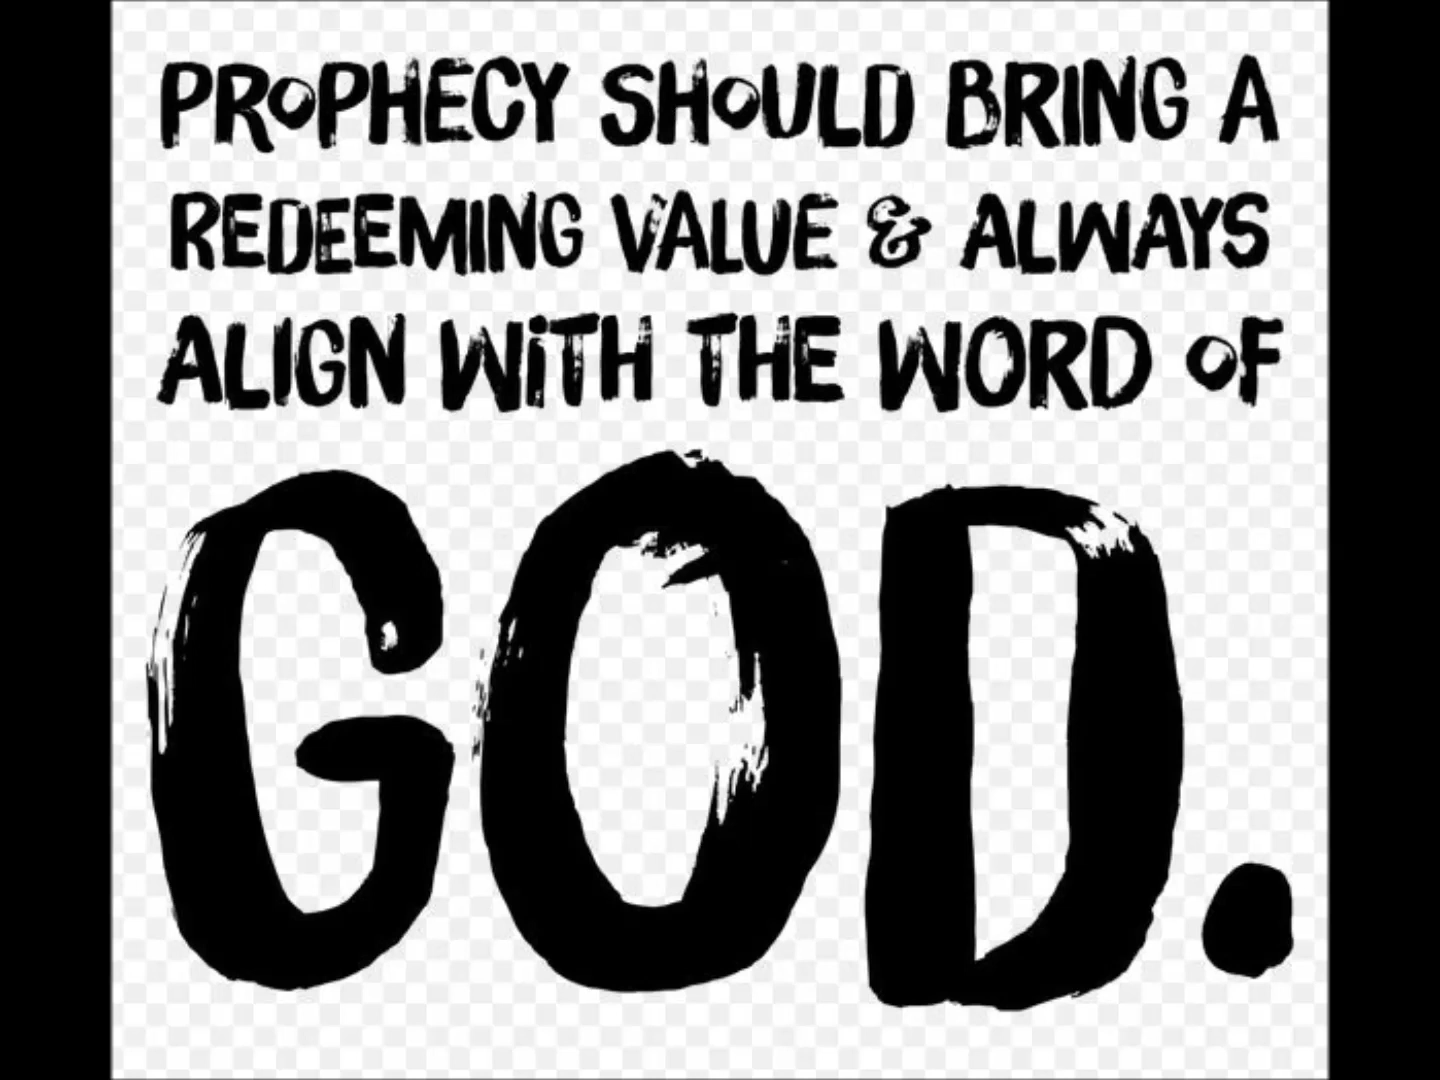 PROPHECY SHOULD BRING A
REDEEMING VALUE & ALWAYS
ALIGN WITH THE WORD OF
GOD.